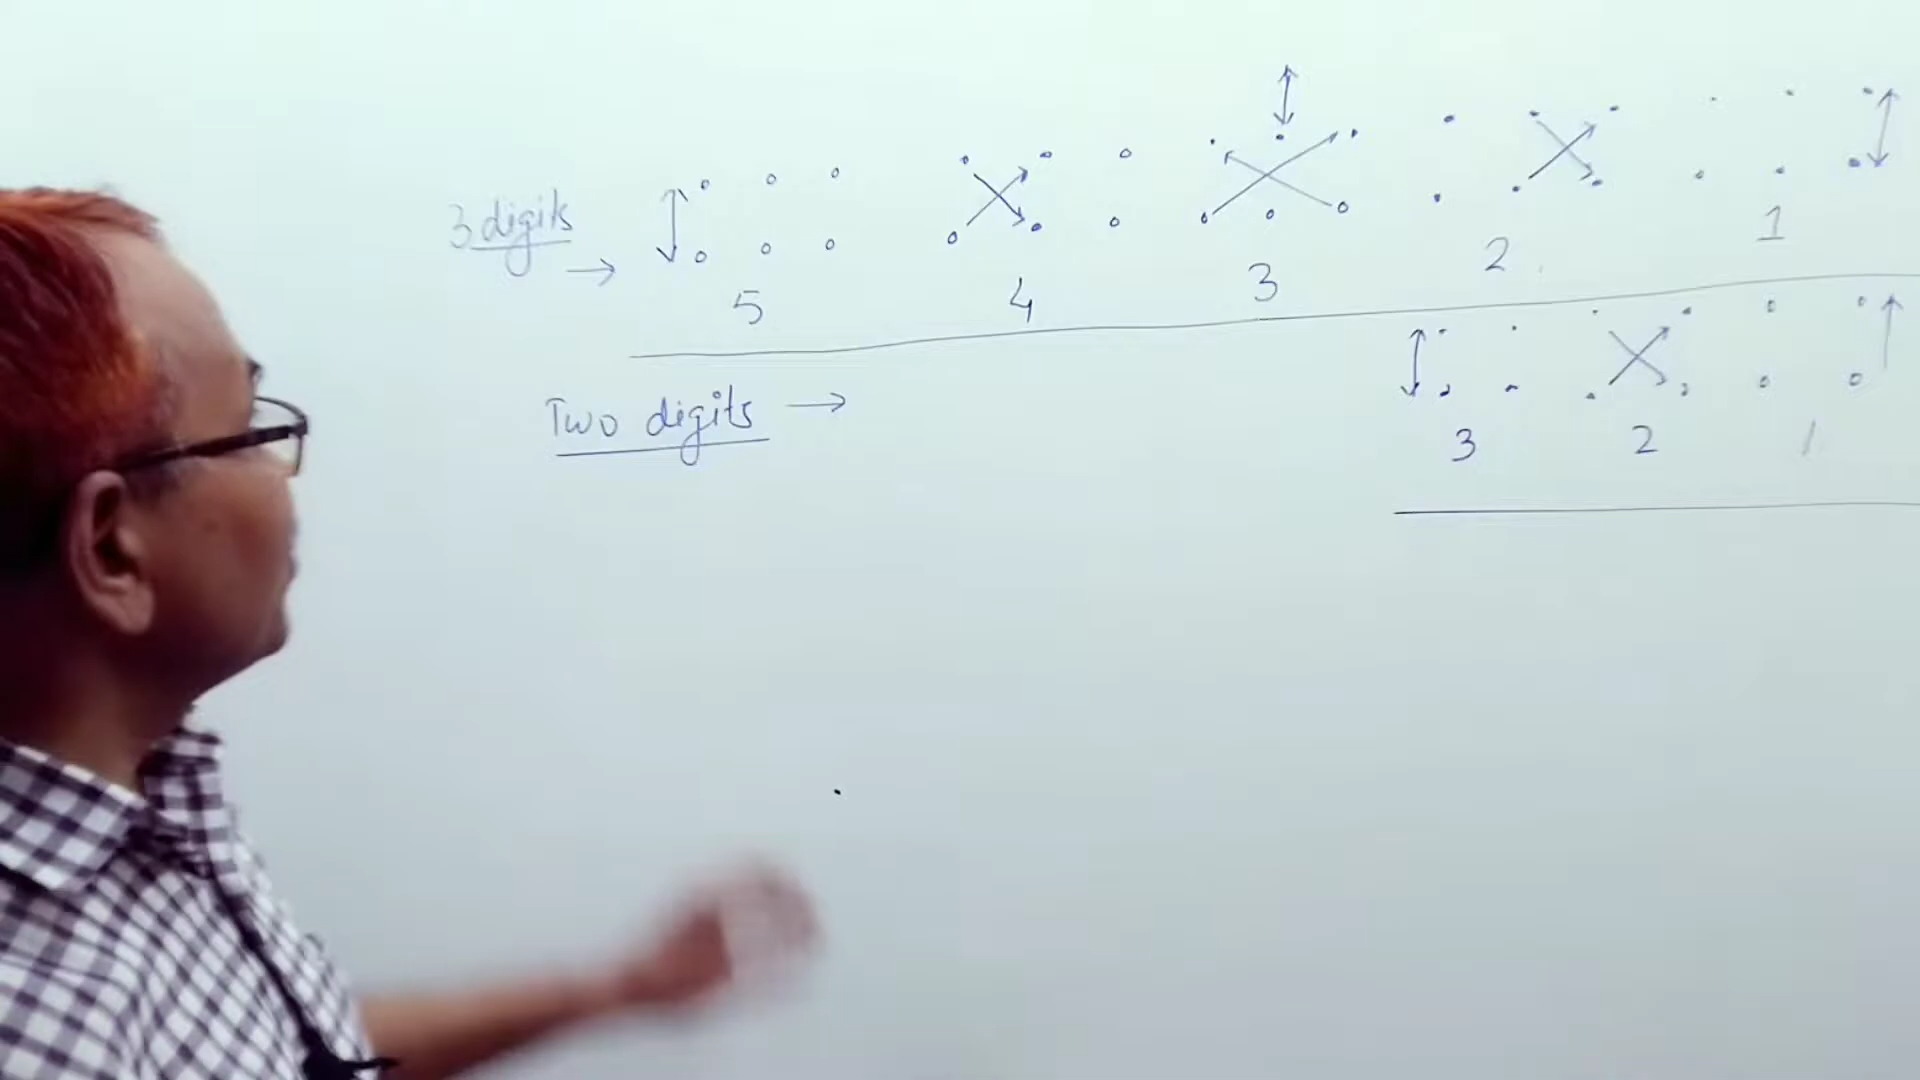 3 digits →
5 4 3 2 1
Two digits →
3 2 1